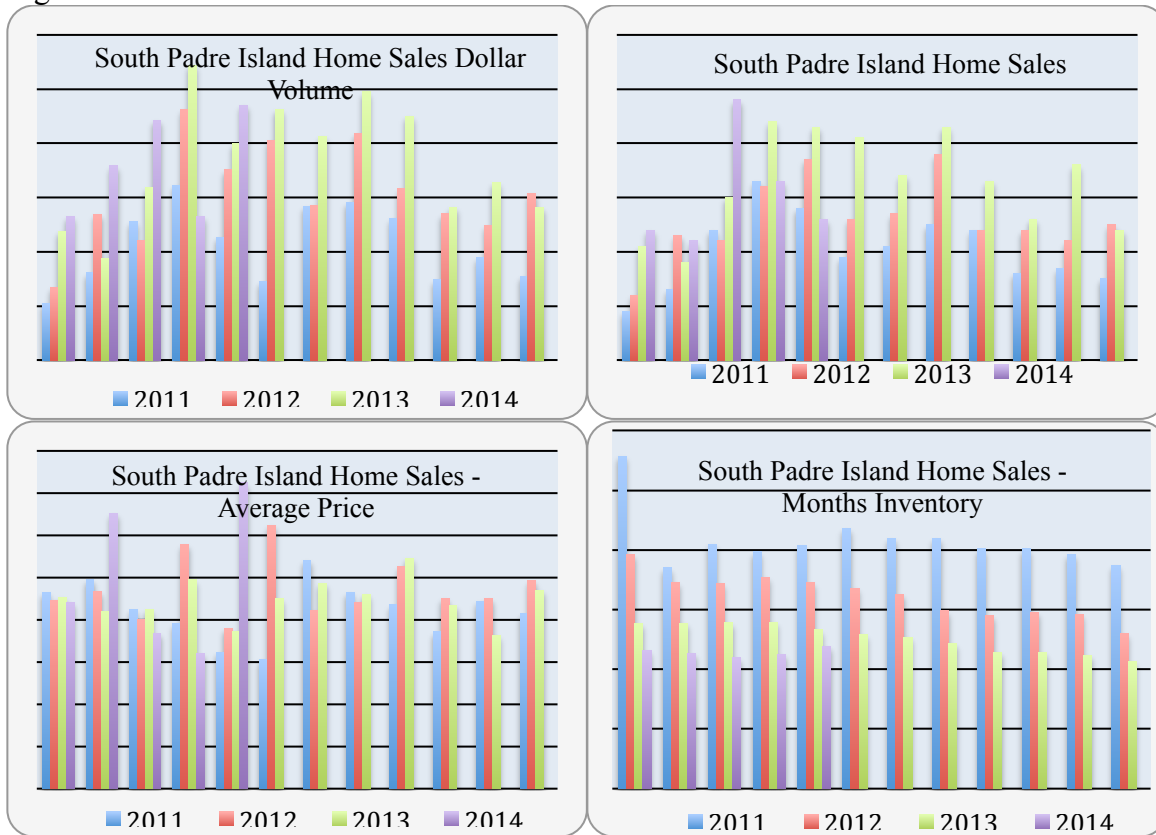 South Padre Island Home Sales Dollar
Volume
2011 2012 2013 2014
South Padre Island Home Sales
2011 2012 2013 2014
South Padre Island Home Sales -
Average Price
2011 2012 2013 2014
South Padre Island Home Sales -
Months Inventory
2011 2012 2013 2014